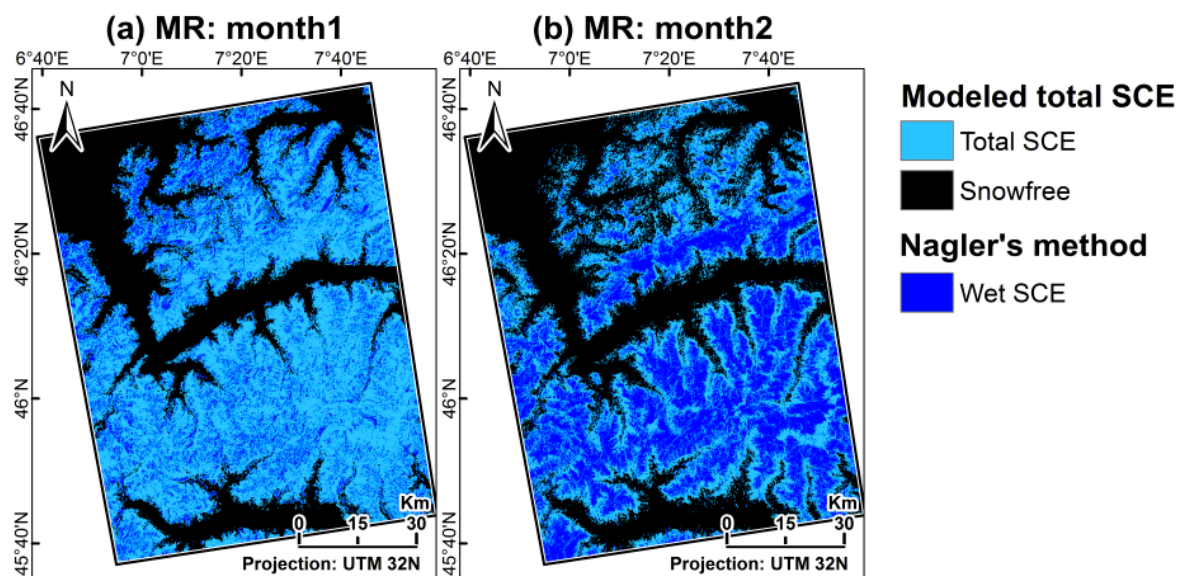 (a) MR: month1
6°40'E 7°0'E 7°20'E 7°40'E
N
46°40'N
46°20'N
46°N
45°40'N
Km
0 15 30
Projection: UTM 32N
(b) MR: month2
6°40'E 7°0'E 7°20'E 7°40'E
N
46°40'N
46°20'N
46°N
45°40'N
Km
0 15 30
Projection: UTM 32N
Modeled total SCE
Total SCE
Snowfree
Nagler's method
Wet SCE